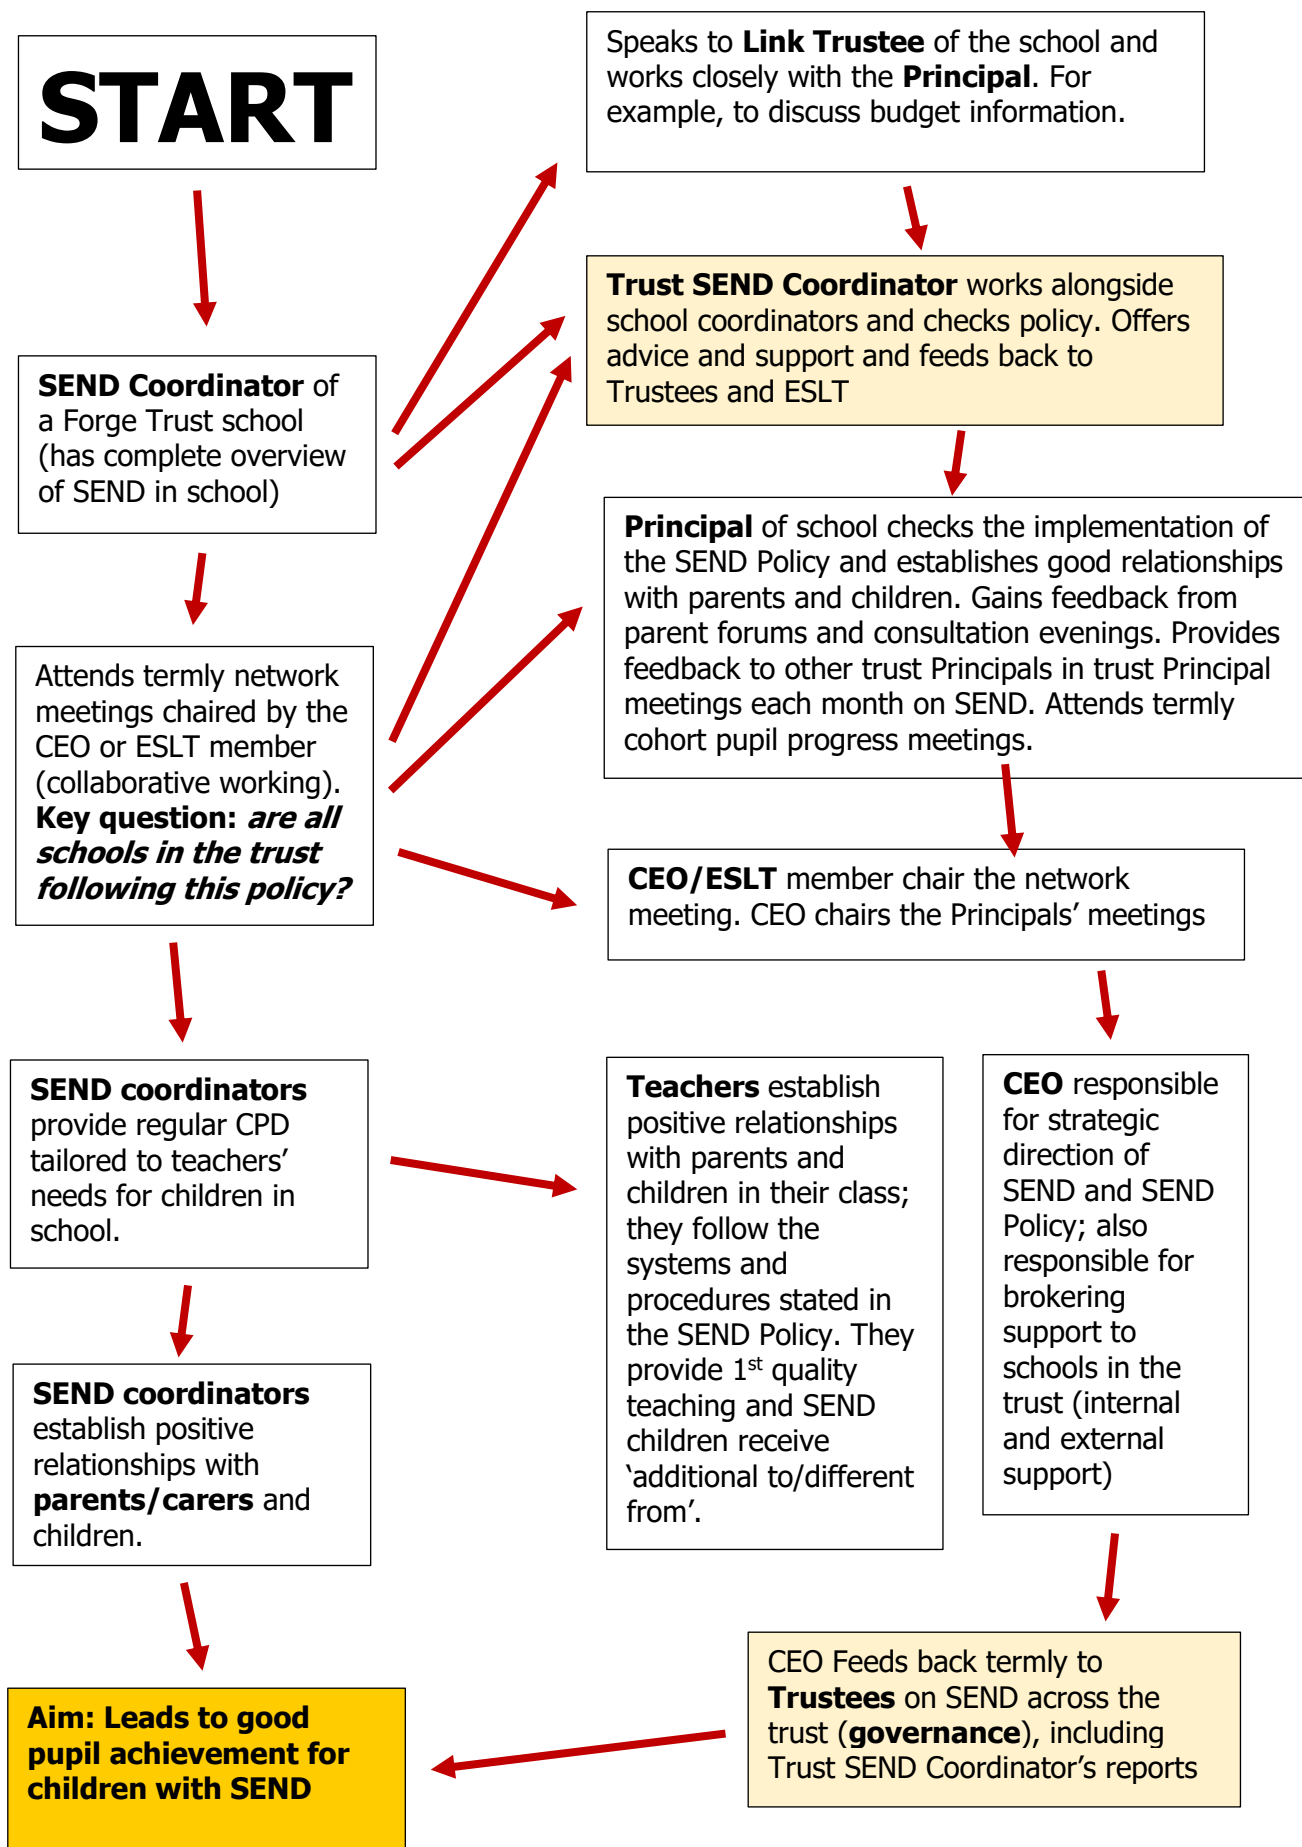 START
Speaks to Link Trustee of the school and
works closely with the Principal. For
example, to discuss budget information.
Trust SEND Coordinator works alongside
school coordinators and checks policy. Offers
advice and support and feeds back to
Trustees and ESLT
SEND Coordinator of
a Forge Trust school
(has complete overview
of SEND in school)
Principal of school checks the implementation of
the SEND Policy and establishes good relationships
with parents and children. Gains feedback from
parent forums and consultation evenings. Provides
feedback to other trust Principals in trust Principal
meetings each month on SEND. Attends termly
cohort pupil progress meetings.
Attends termly network
meetings chaired by the
CEO or ESLT member
(collaborative working).
Key question: are all
schools in the trust
following this policy?
CEO/ESLT member chair the network
meeting. CEO chairs the Principals’ meetings
SEND coordinators
provide regular CPD
tailored to teachers’
needs for children in
school.
Teachers establish
positive relationships
with parents and
children in their class;
they follow the
systems and
procedures stated in
the SEND Policy. They
provide 1st quality
teaching and SEND
children receive
‘additional to/different
from’.
CEO responsible
for strategic
direction of
SEND and SEND
Policy; also
responsible for
brokering
support to
schools in the
trust (internal
and external
support)
SEND coordinators
establish positive
relationships with
parents/carers and
children.
CEO Feeds back termly to
Trustees on SEND across the
trust (governance), including
Trust SEND Coordinator’s reports
Aim: Leads to good
pupil achievement for
children with SEND